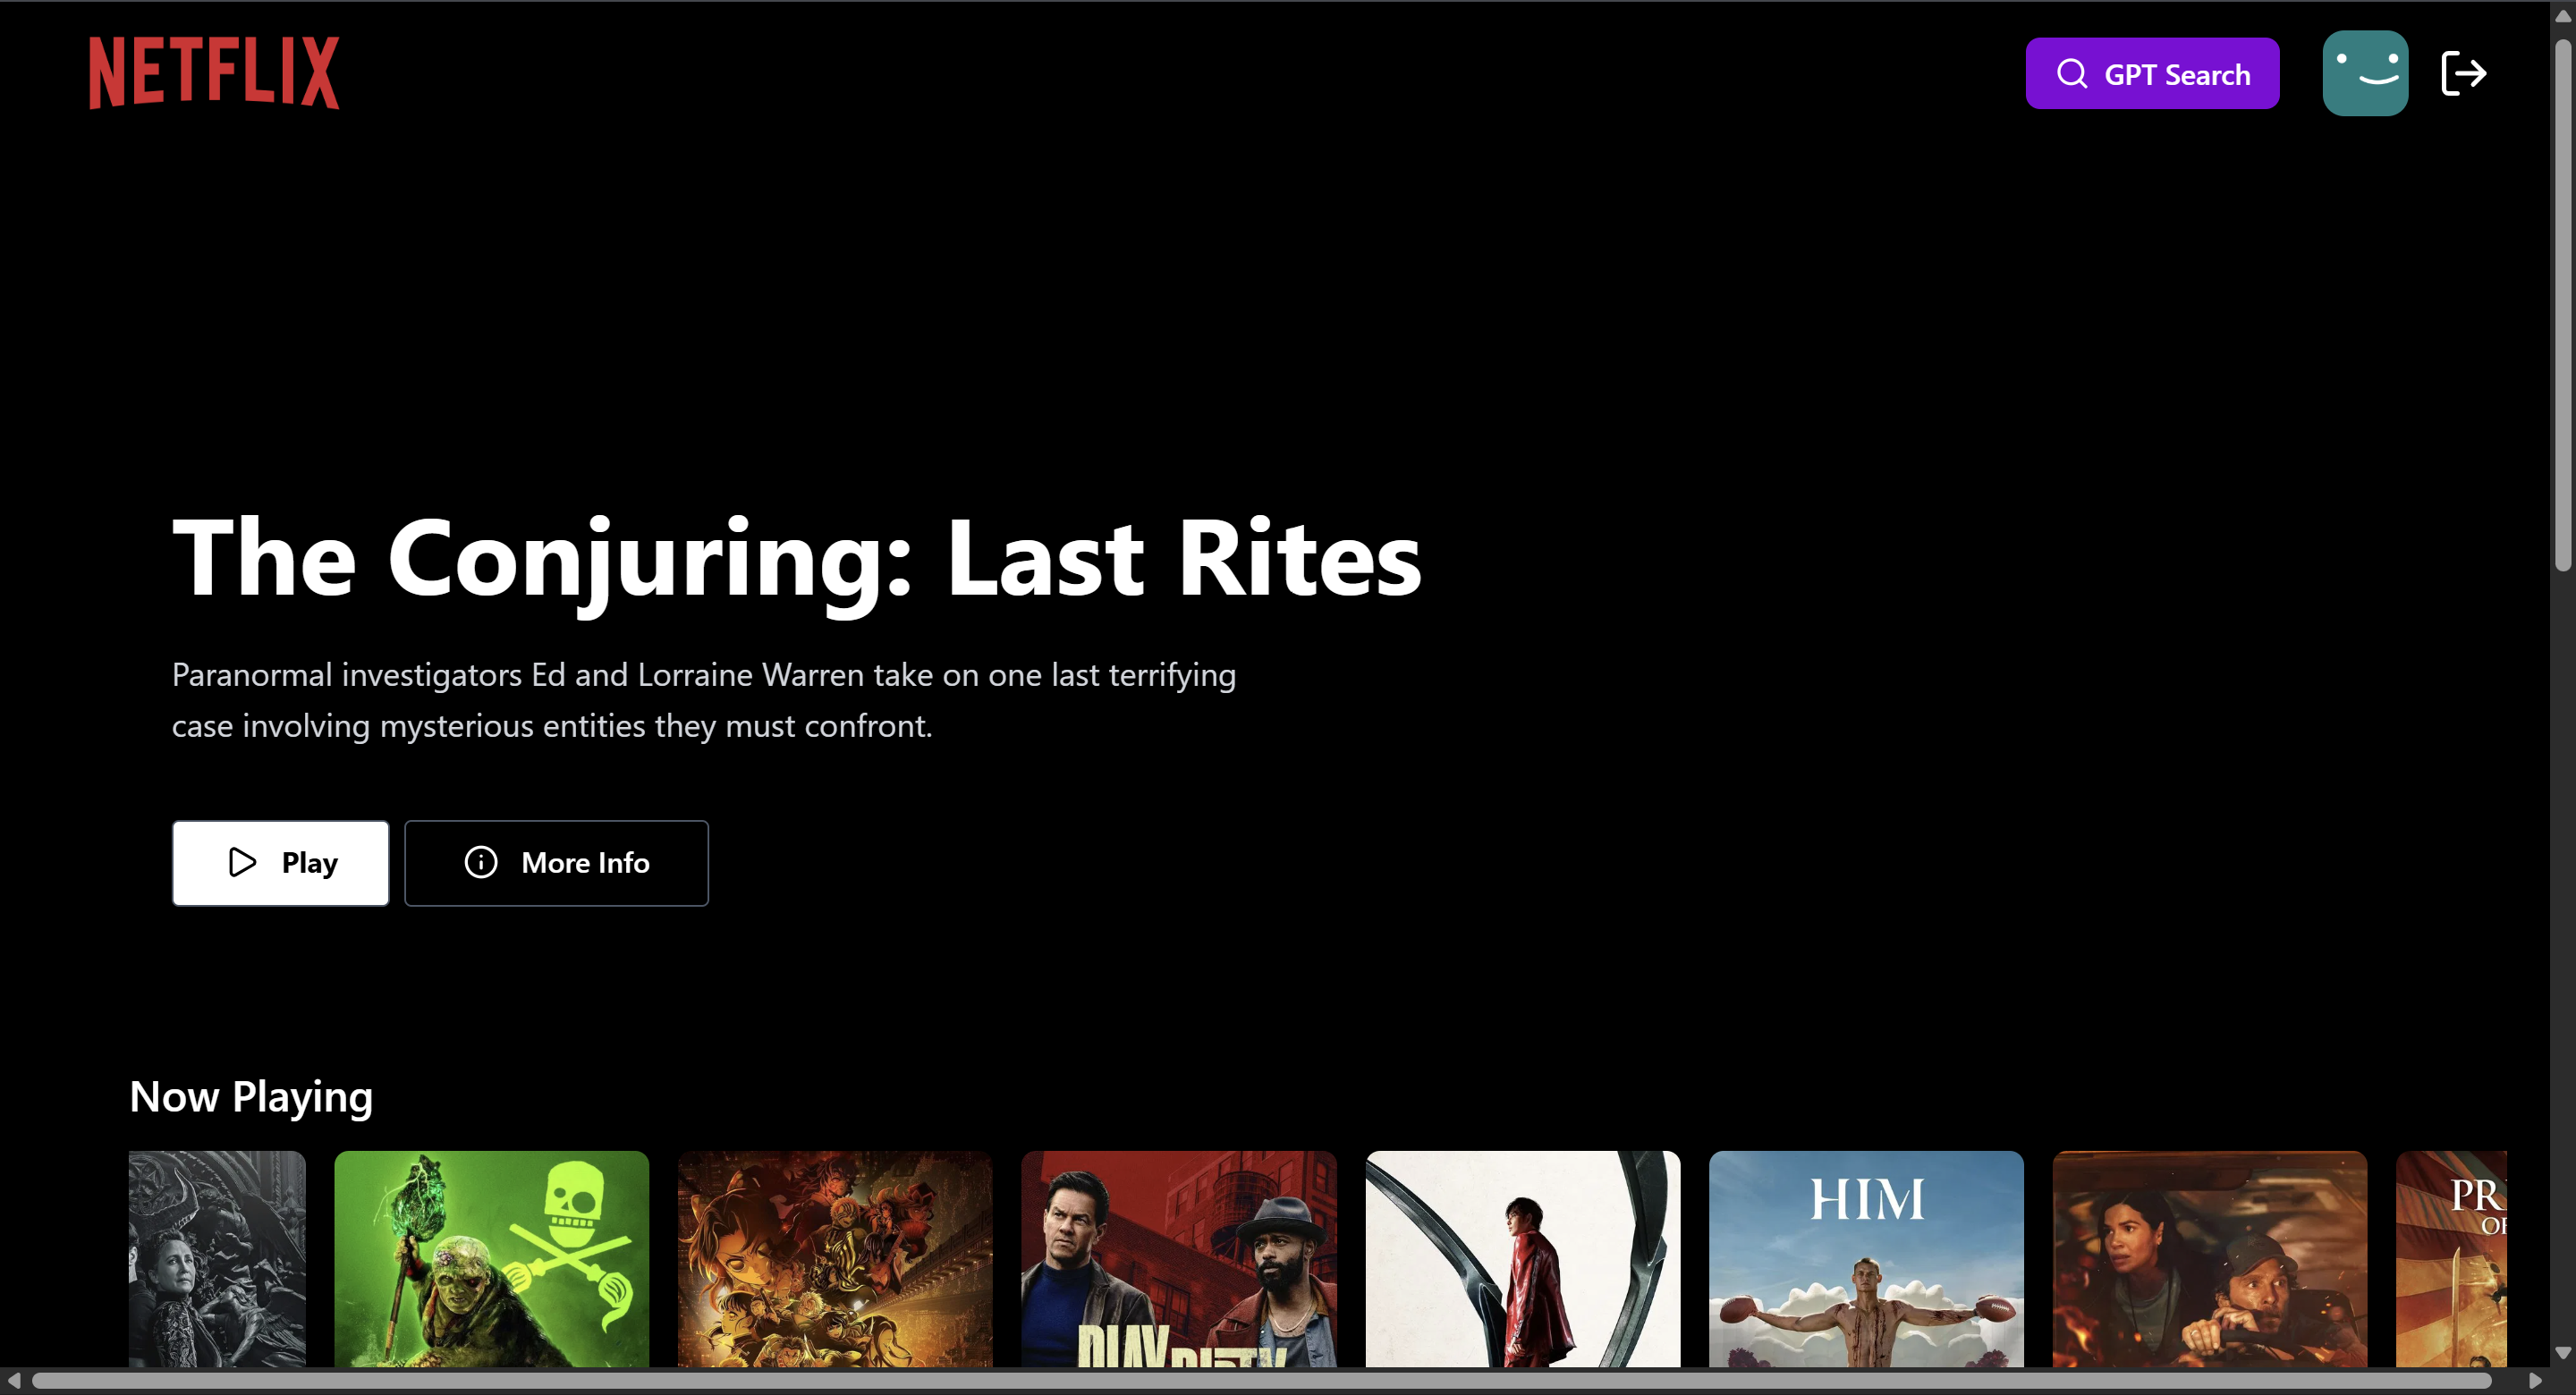 NETFLIX
GPT Search
The Conjuring: Last Rites
Paranormal investigators Ed and Lorraine Warren take on one last terrifying
case involving mysterious entities they must confront.
Play
More Info
Now Playing
PLAY
HIM
PR
OF